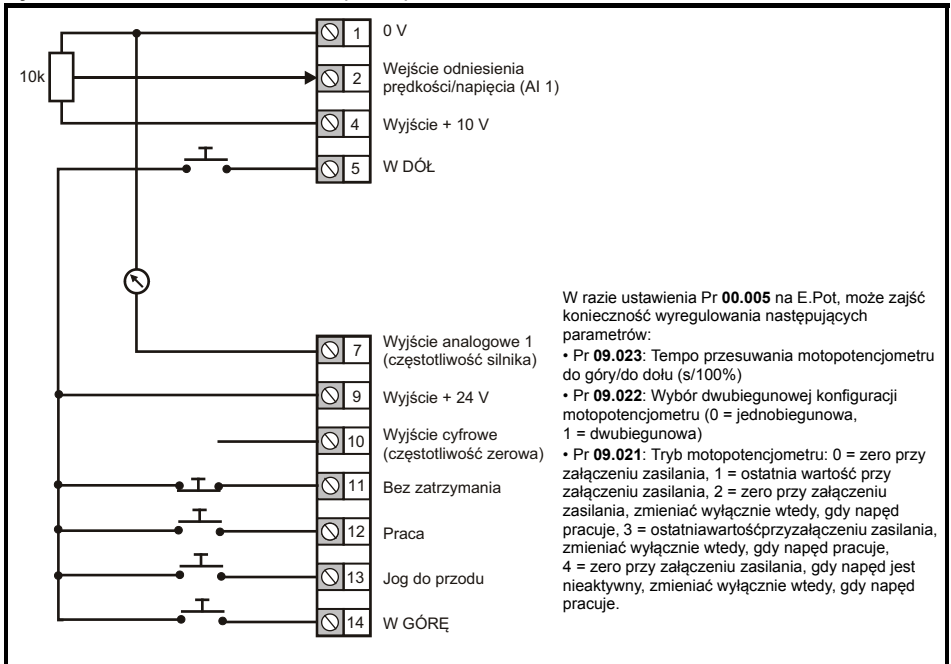 1 0 V
10k
2 Wejście odniesienia
prędkości/napięcia (AI 1)
4 Wyjście + 10 V
5 W DÓŁ
7 Wyjście analogowe 1
(częstotliwość silnika)
9 Wyjście + 24 V
10 Wyjście cyfrowe
(częstotliwość zerowa)
11 Bez zatrzymania
12 Praca
13 Jog do przodu
14 W GÓRĘ
W razie ustawienia Pr 00.005 na E.Pot, może zajść
konieczność wyregulowania następujących
parametrów:
• Pr 09.023: Tempo przesuwania motopotencjometru
do góry/do dołu (s/100%)
• Pr 09.022: Wybór dwubiegunowej konfiguracji
motopotencjometru (0 = jednobiegunowa,
1 = dwubiegunowa)
• Pr 09.021: Tryb motopotencjometru: 0 = zero przy
załączeniu zasilania, 1 = ostatnia wartość przy
załączeniu zasilania, 2 = zero przy załączeniu
zasilania, zmieniać wyłącznie wtedy, gdy napęd
pracuje, 3 = ostatniawartośćprzyzałączeniu zasilania,
zmieniać wyłącznie wtedy, gdy napęd pracuje,
4 = zero przy załączeniu zasilania, gdy napęd jest
nieaktywny, zmieniać wyłącznie wtedy, gdy napęd
pracuje.